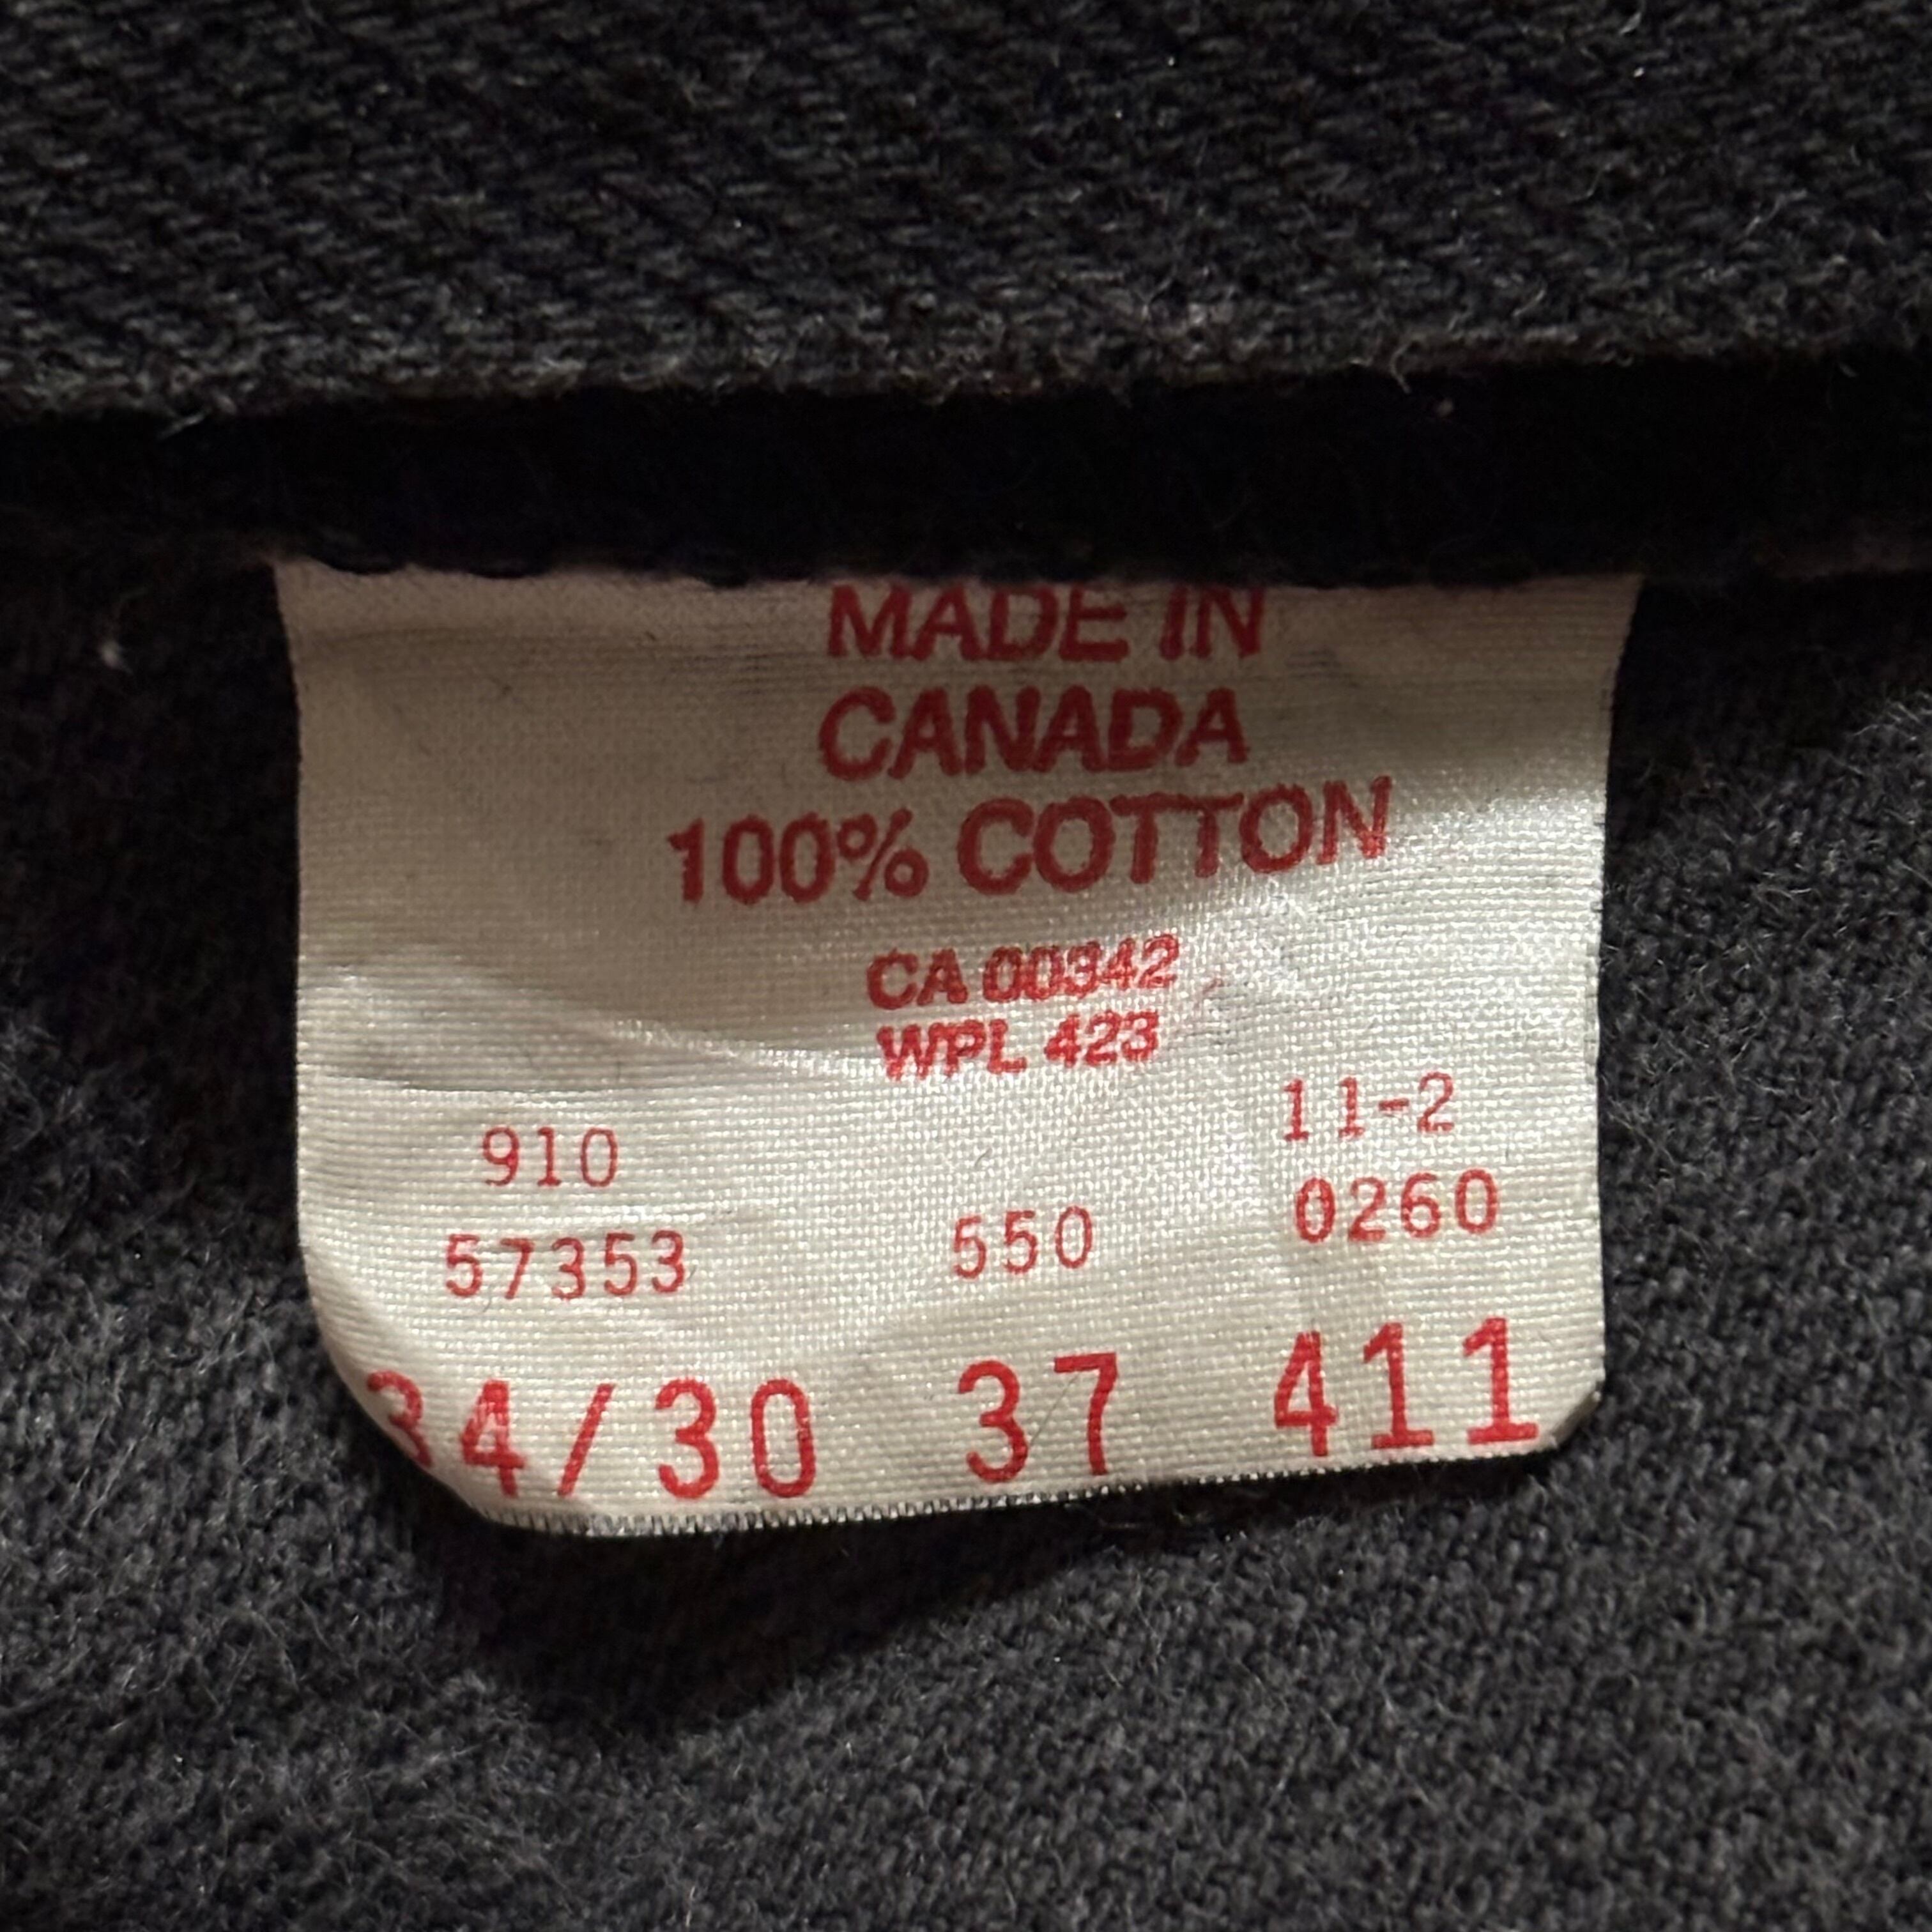 MADE IN
CANADA
100% COTTON
CA 00342
WPL 423
910 11-2
57353 550 0260
34/30 37 411